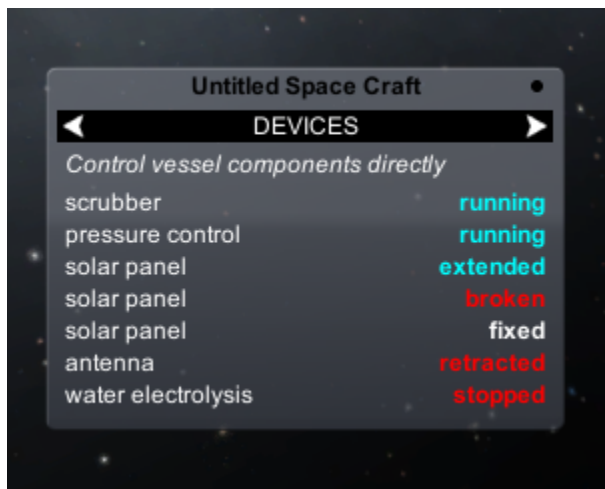 Untitled Space Craft
DEVICES
Control vessel components directly
scrubber running
pressure control running
solar panel extended
solar panel broken
solar panel fixed
antenna retracted
water electrolysis stopped